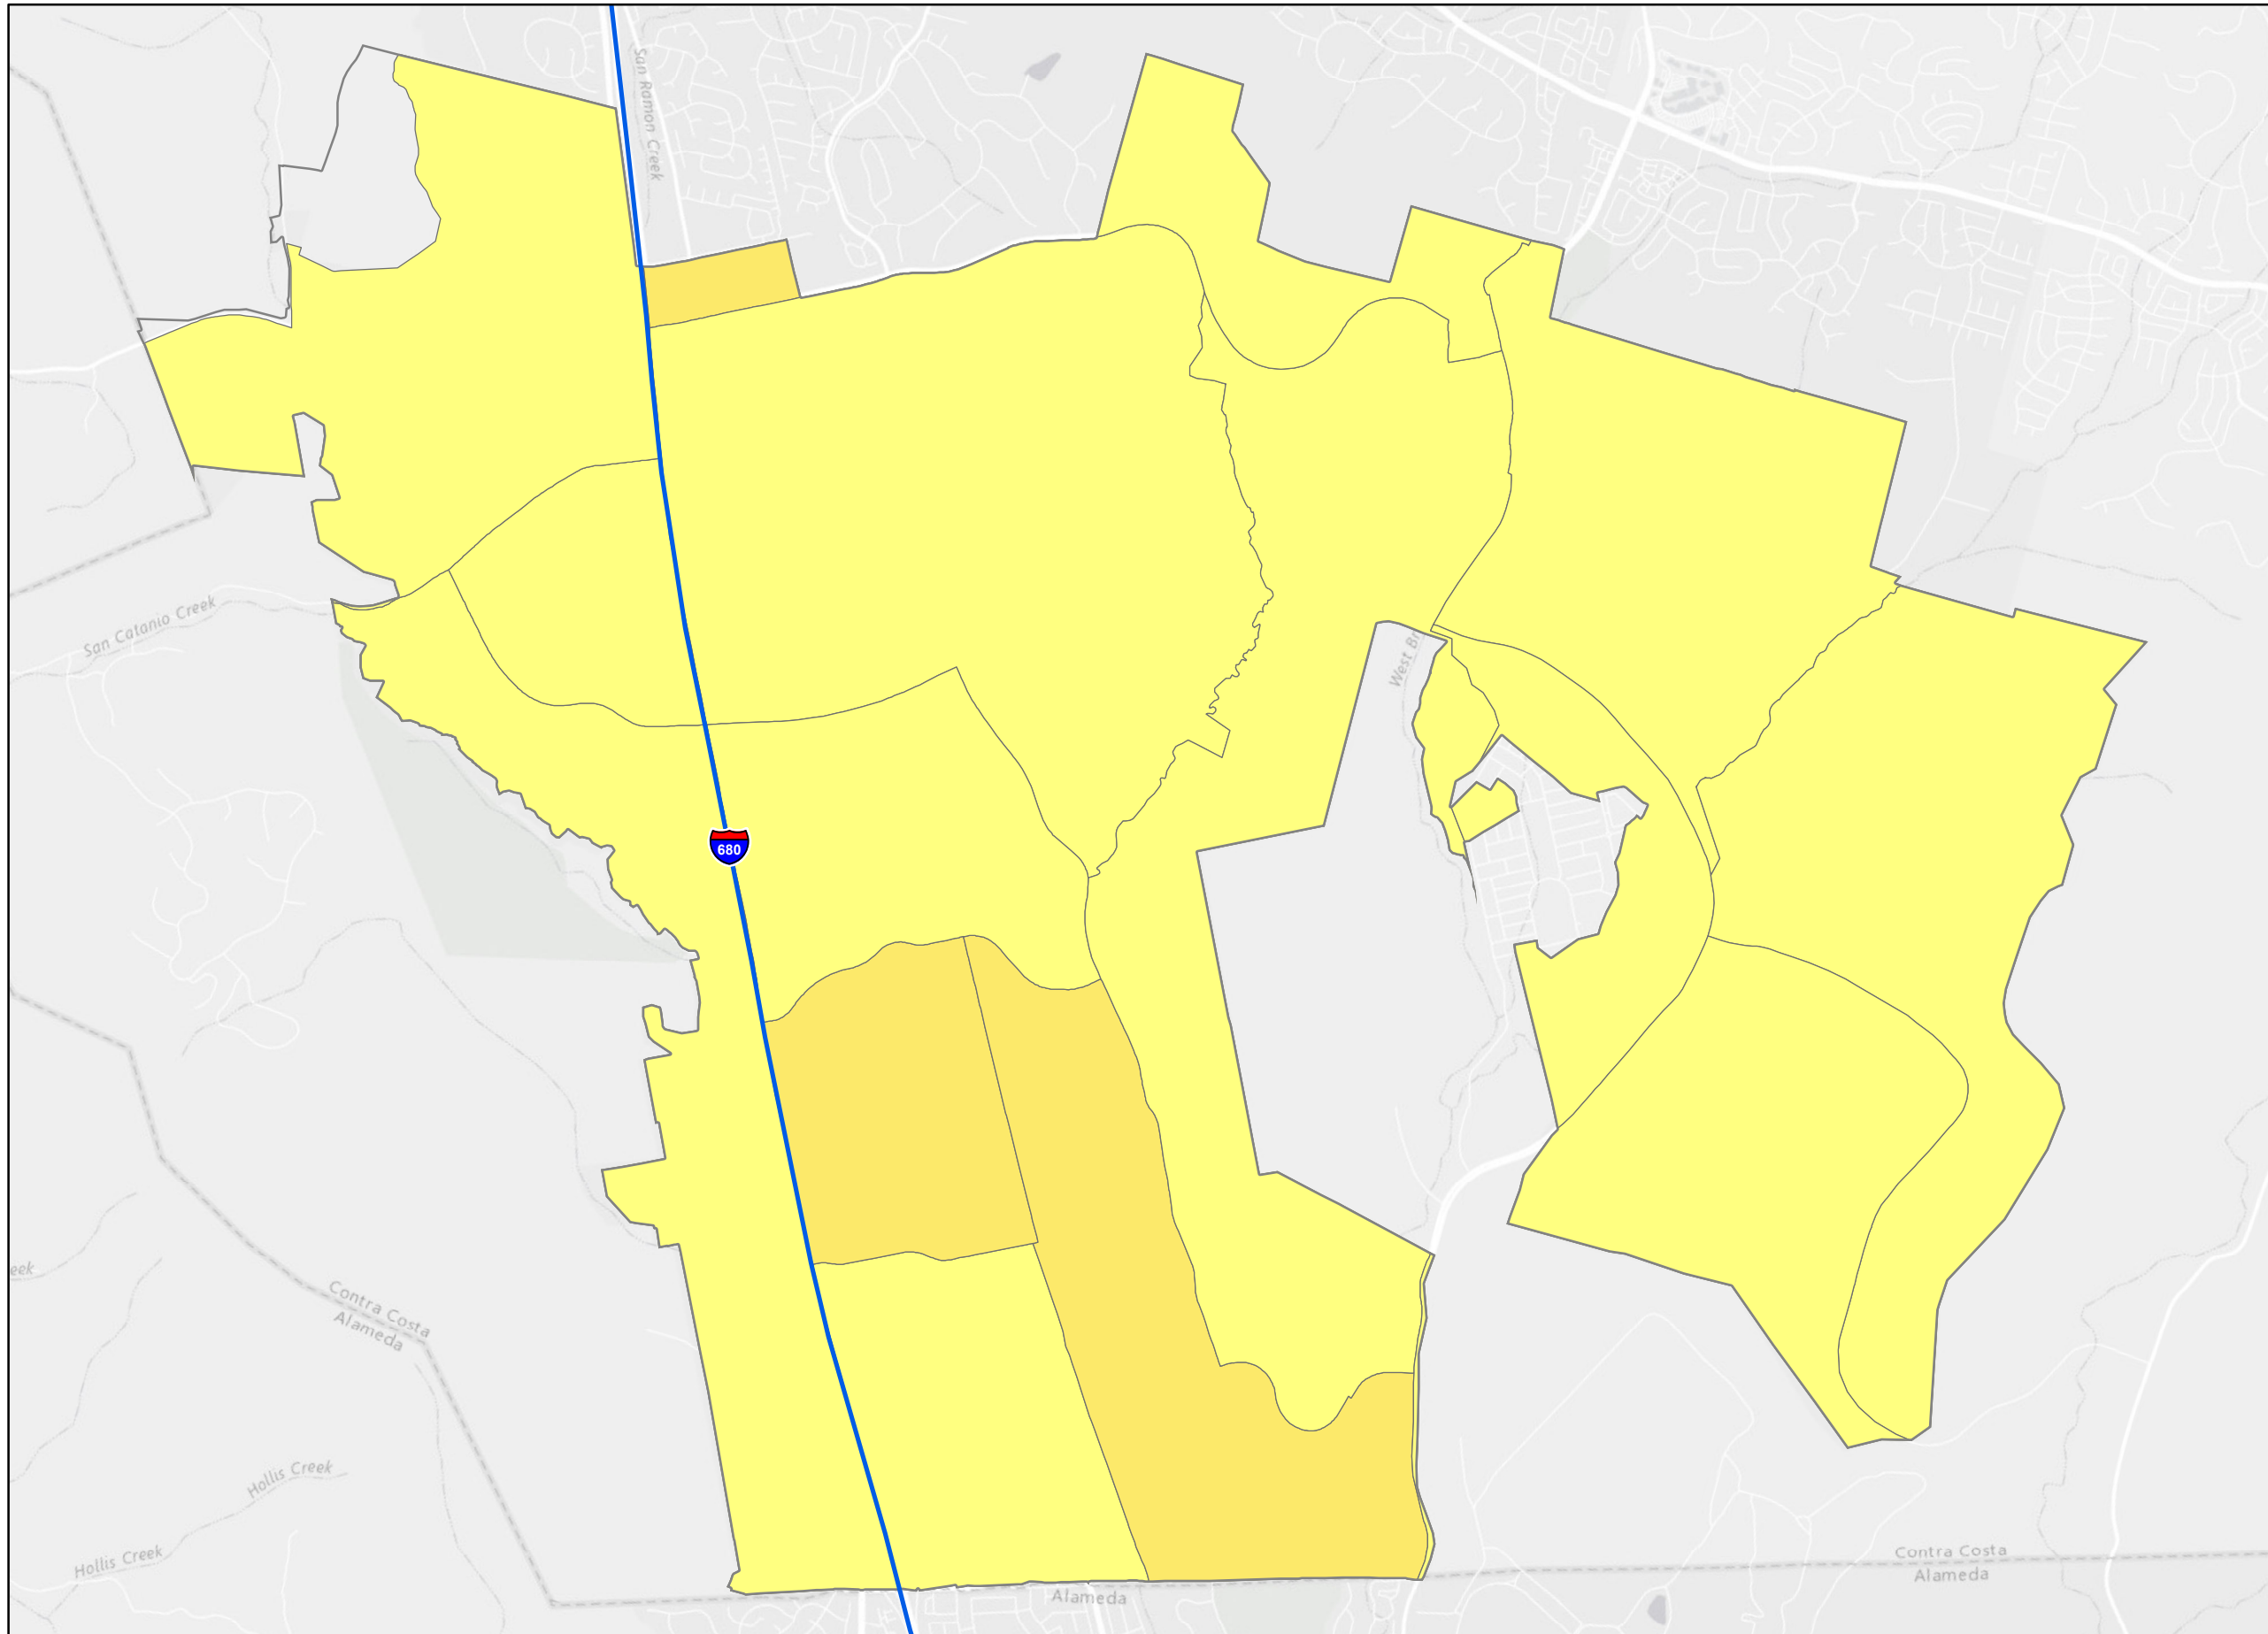 San Ramon Creek
San Catanio Creek
West Br
680
eek
Contra Costa
Alameda
Hollis Creek
Hollis Creek
Contra Costa
Alameda
Alameda